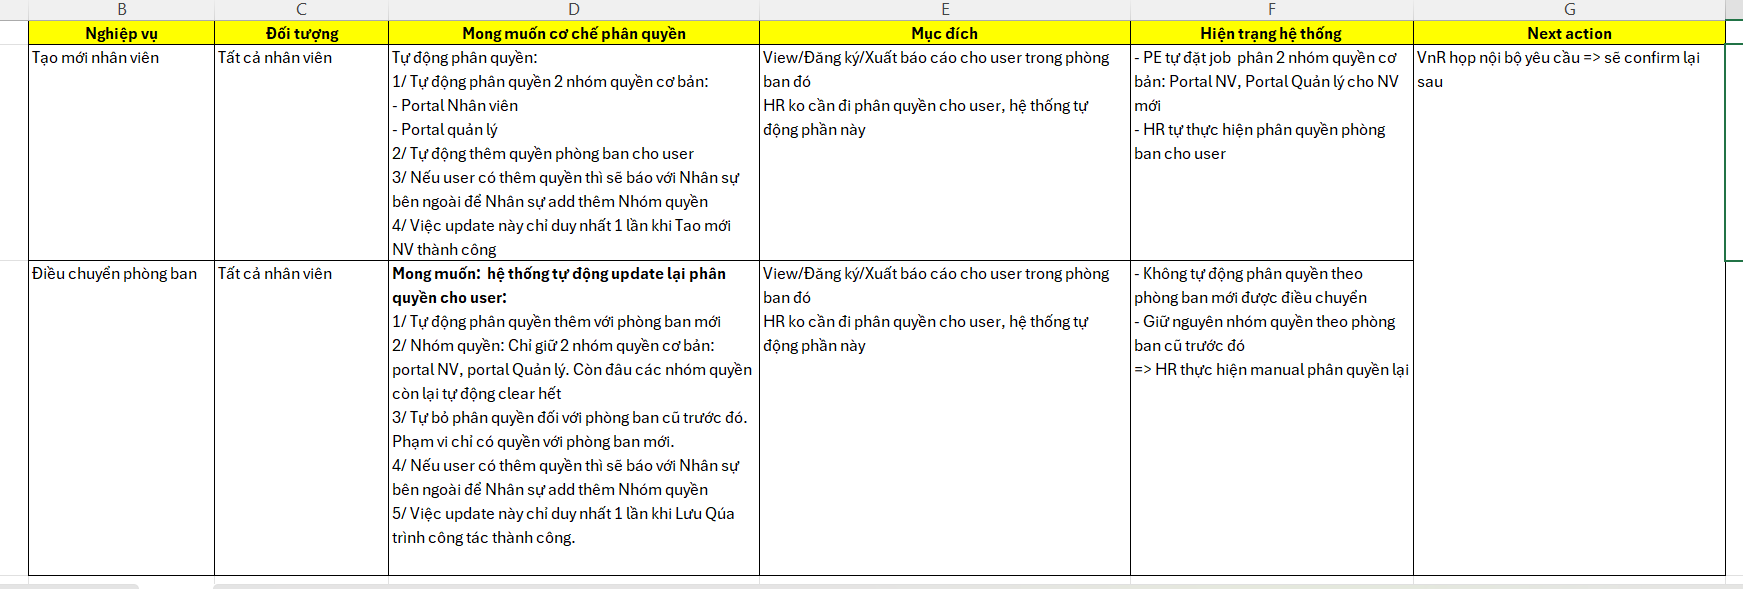 B C D E F G
Nghiệp vụ Đối tượng Mong muốn cơ chế phân quyền Mục đích Hiện trạng hệ thống Next action
Tạo mới nhân viên
Tất cả nhân viên
Tự động phân quyền:
1/ Tự động phân quyền 2 nhóm quyền cơ bản:
- Portal Nhân viên
- Portal quản lý
2/ Tự động thêm quyền phòng ban cho user
3/ Nếu user có thêm quyền thì sẽ báo với Nhân sự
bên ngoài để Nhân sự add thêm Nhóm quyền
4/ Việc update này chỉ duy nhất 1 lần khi Tao mới
NV thành công
View/Đăng ký/Xuất báo cáo cho user trong phòng
ban đó
HR ko cần đi phân quyền cho user, hệ thống tự
động phần này
- PE tự đặt job  phân 2 nhóm quyền cơ
bản: Portal NV, Portal Quản lý cho NV
mới
- HR tự thực hiện phân quyền phòng
ban cho user
VnR họp nội bộ yêu cầu => sẽ confirm lại
sau
Điều chuyển phòng ban
Tất cả nhân viên
Mong muốn:  hệ thống tự động update lại phân
quyền cho user:
1/ Tự động phân quyền thêm với phòng ban mới
2/ Nhóm quyền: Chỉ giữ 2 nhóm quyền cơ bản:
portal NV, portal Quản lý. Còn đâu các nhóm quyền
còn lại tự động clear hết
3/ Tự bỏ phân quyền đối với phòng ban cũ trước đó.
Phạm vi chỉ có quyền với phòng ban mới.
4/ Nếu user có thêm quyền thì sẽ báo với Nhân sự
bên ngoài để Nhân sự add thêm Nhóm quyền
5/ Việc update này chỉ duy nhất 1 lần khi Lưu Qúa
trình công tác thành công.
View/Đăng ký/Xuất báo cáo cho user trong phòng
ban đó
HR ko cần đi phân quyền cho user, hệ thống tự
động phần này
- Không tự động phân quyền theo
phòng ban mới được điều chuyển
- Giữ nguyên nhóm quyền theo phòng
ban cũ trước đó
=> HR thực hiện manual phân quyền lại